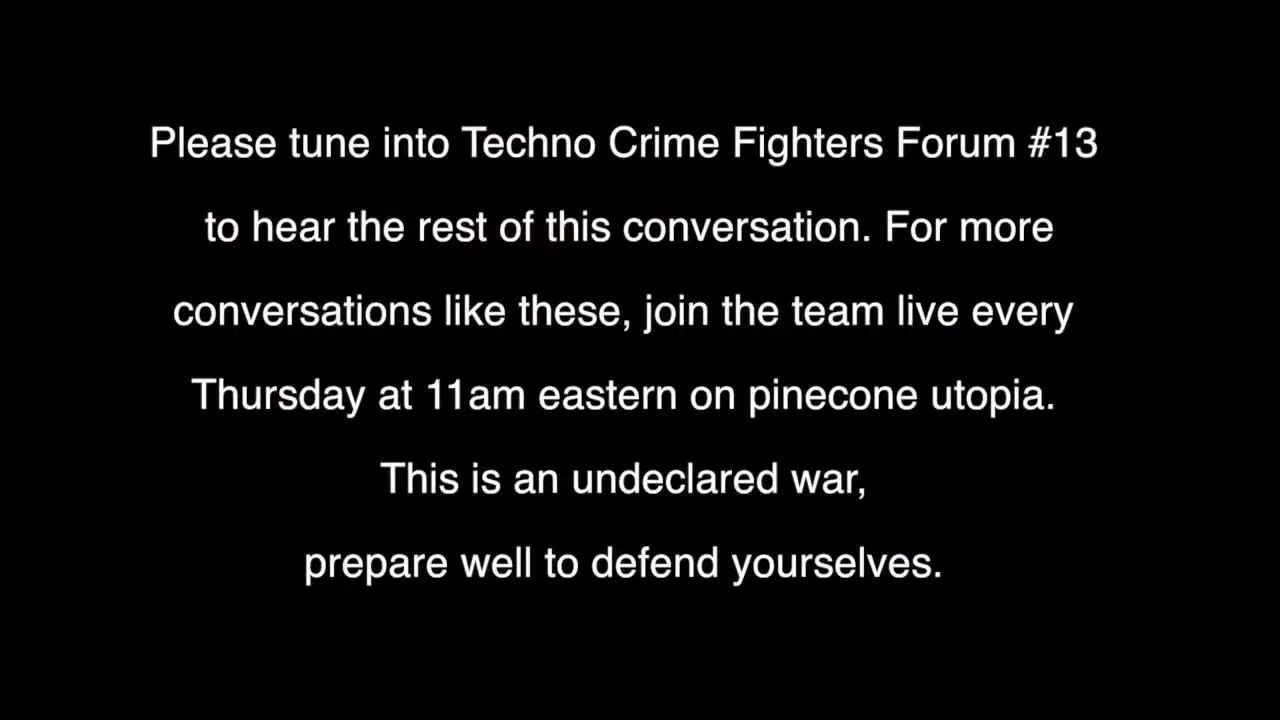 Please tune into Techno Crime Fighters Forum #13
to hear the rest of this conversation. For more
conversations like these, join the team live every
Thursday at 11am eastern on pinecone utopia.
This is an undeclared war,
prepare well to defend yourselves.